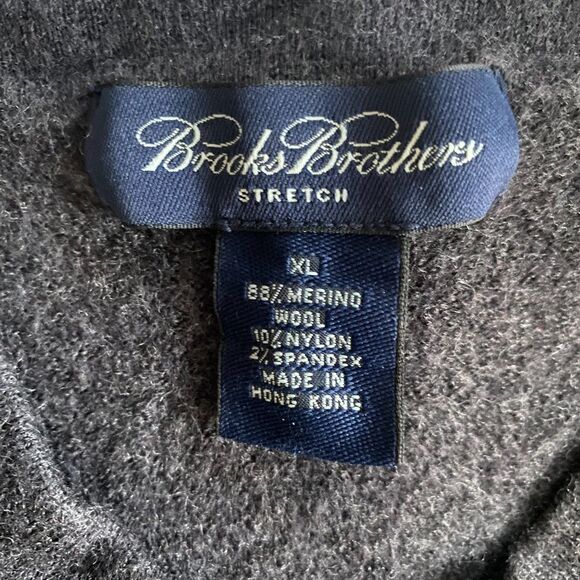 Brooks Brothers
STRETCH
XL
88% MERINO
WOOL
10% NYLON
2% SPANDEX
MADE IN
HONG KONG